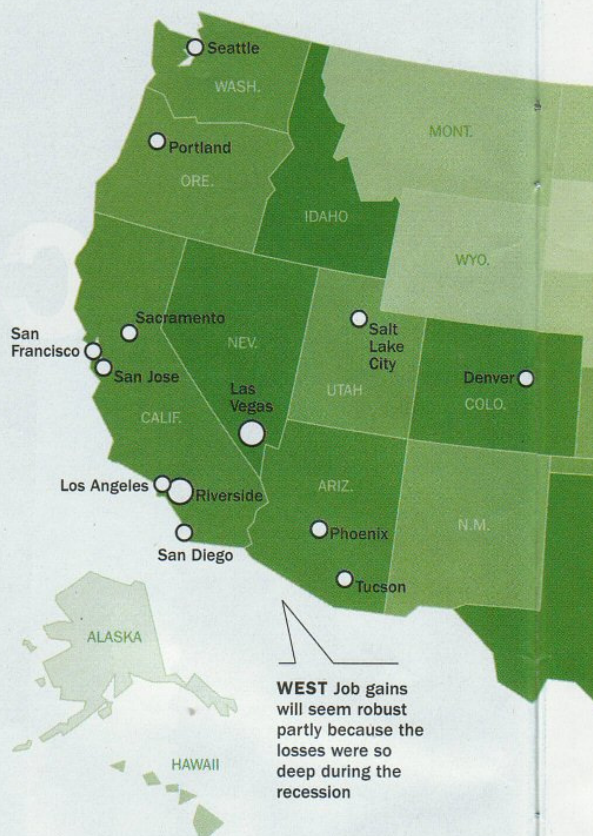 Seattle
WASH.
MONT.
Portland
ORE.
IDAHO
WYO.
Sacramento
San
Francisco
San Jose
NEV.
Salt
Lake
City
Denver
Las
Vegas
UTAH
COLO.
CALIF.
Los Angeles
Riverside
ARIZ.
N.M.
Phoenix
San Diego
Tucson
ALASKA
HAWAII
WEST Job gains
will seem robust
partly because the
losses were so
deep during the
recession